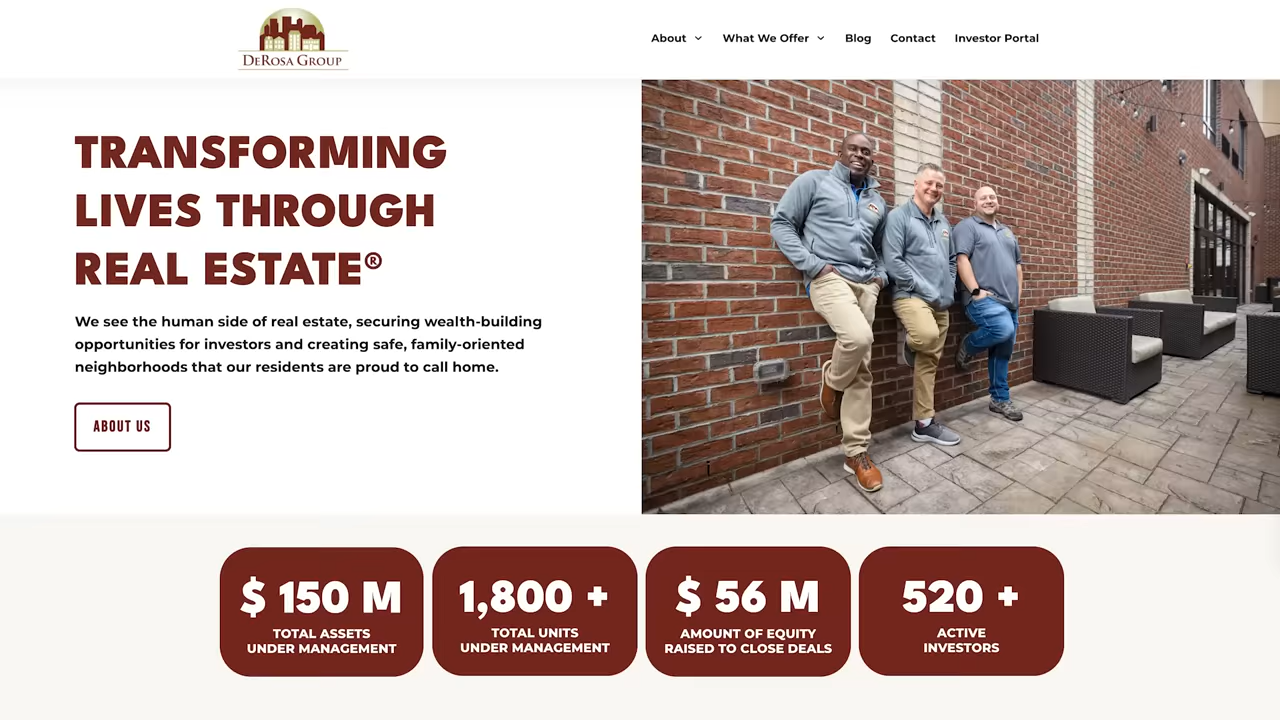 DEROSA GROUP
About
What We Offer
Blog
Contact
Investor Portal
TRANSFORMING
LIVES THROUGH
REAL ESTATE®
We see the human side of real estate, securing wealth-building
opportunities for investors and creating safe, family-oriented
neighborhoods that our residents are proud to call home.
ABOUT US
$ 150 M
TOTAL ASSETS
UNDER MANAGEMENT
1,800 +
TOTAL UNITS
UNDER MANAGEMENT
$ 56 M
AMOUNT OF EQUITY
RAISED TO CLOSE DEALS
520 +
ACTIVE
INVESTORS